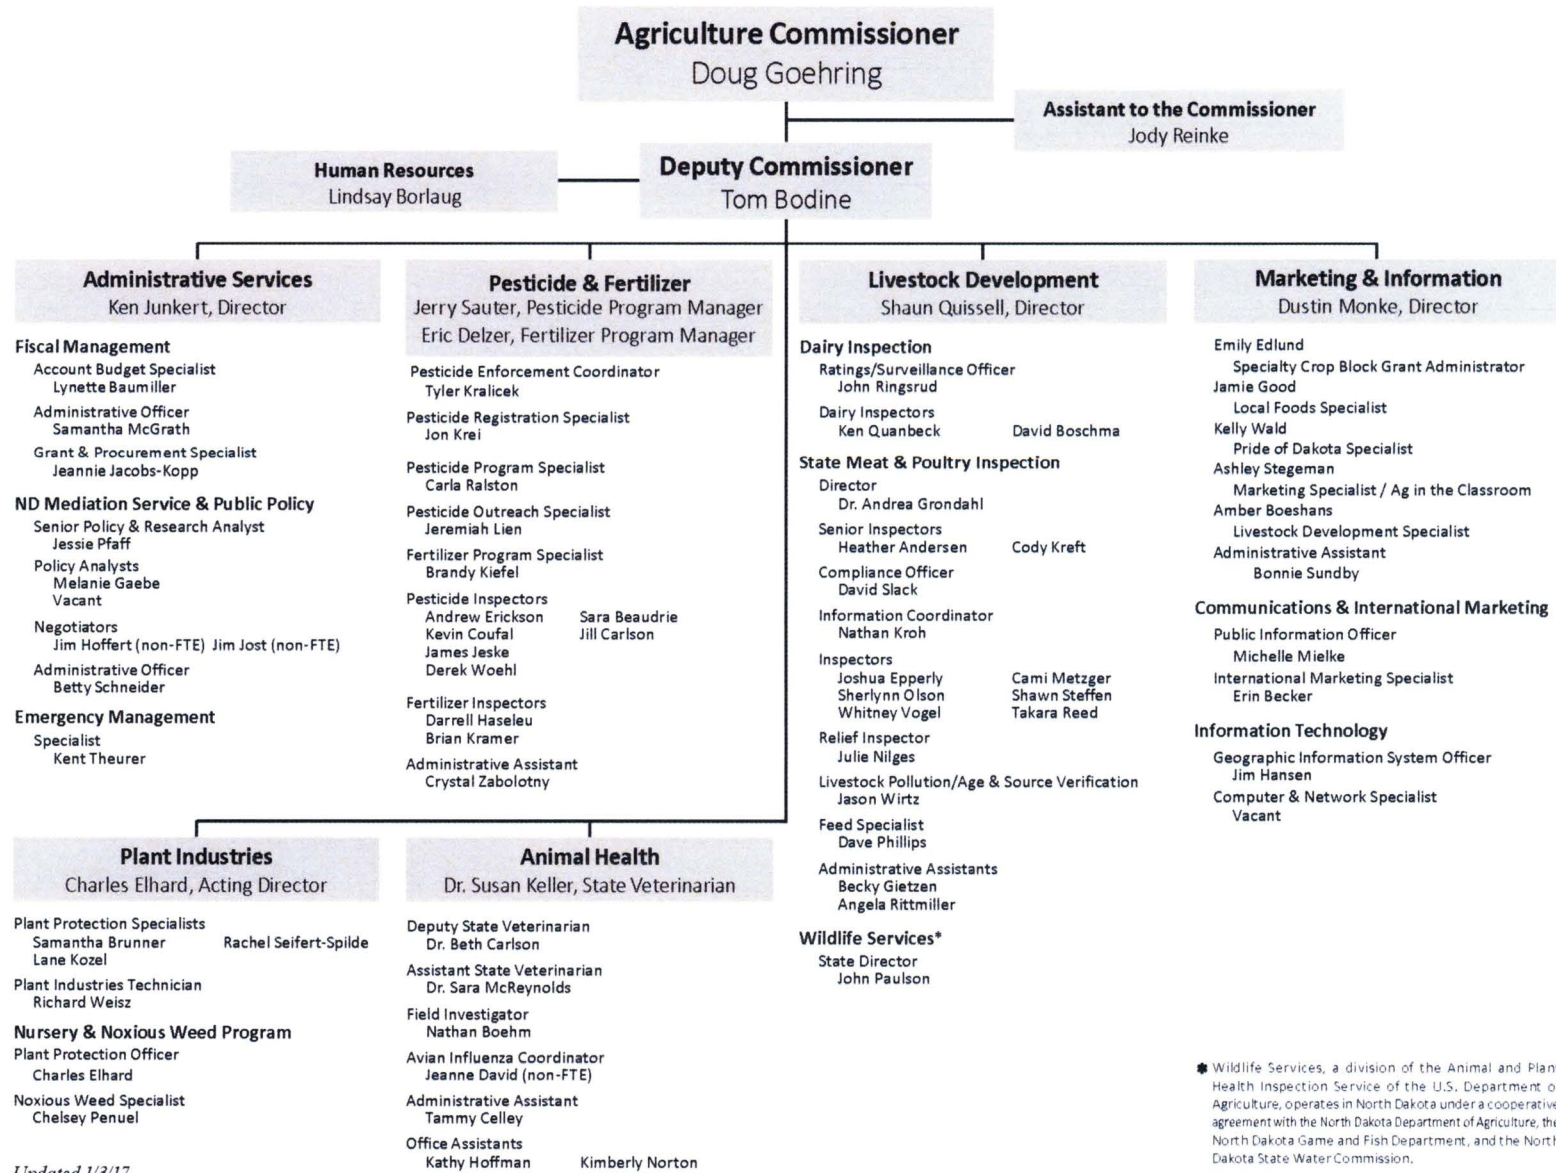 Agriculture Commissioner
Doug Goehring
Assistant to the Commissioner
Jody Reinke
Human Resources
Lindsay Borlaug
Deputy Commissioner
Tom Bodine
Administrative Services
Ken Junkert, Director
Fiscal Management
Account Budget Specialist
Lynette Baumiller
Administrative Officer
Samantha McGrath
Grant & Procurement Specialist
Jeannie Jacobs-Kopp
ND Mediation Service & Public Policy
Senior Policy & Research Analyst
Jessie Pfaff
Policy Analysts
Melanie Gaebe
Vacant
Negotiators
Jim Hoffert (non-FTE) Jim Jost (non-FTE)
Administrative Officer
Betty Schneider
Emergency Management
Specialist
Kent Theurer
Pesticide & Fertilizer
Jerry Sauter, Pesticide Program Manager
Eric Delzer, Fertilizer Program Manager
Pesticide Enforcement Coordinator
Tyler Kralicek
Pesticide Registration Specialist
Jon Krei
Pesticide Program Specialist
Carla Ralston
Pesticide Outreach Specialist
Jeremiah Lien
Fertilizer Program Specialist
Brandy Kiefel
Pesticide Inspectors
Andrew Erickson Sara Beaudrie
Kevin Coufal Jill Carlson
James Jeske
Derek Woehl
Fertilizer Inspectors
Darrell Haseleu
Brian Kramer
Administrative Assistant
Crystal Zabolotny
Livestock Development
Shaun Quissell, Director
Dairy Inspection
Ratings/Surveillance Officer
John Ringsrud
Dairy Inspectors
Ken Quanbeck David Boschma
State Meat & Poultry Inspection
Director
Dr. Andrea Grondahl
Senior Inspectors
Heather Andersen Cody Kreft
Compliance Officer
David Slack
Information Coordinator
Nathan Kroh
Inspectors
Joshua Epperly Cami Metzger
Sherlynn Olson Shawn Steffen
Whitney Vogel Takara Reed
Relief Inspector
Julie Nilges
Livestock Pollution/Age & Source Verification
Jason Wirtz
Feed Specialist
Dave Phillips
Administrative Assistants
Becky Gietzen
Angela Rittmiller
Wildlife Services*
State Director
John Paulson
Marketing & Information
Dustin Monke, Director
Emily Edlund
Specialty Crop Block Grant Administrator
Jamie Good
Local Foods Specialist
Kelly Wald
Pride of Dakota Specialist
Ashley Stegeman
Marketing Specialist / Ag in the Classroom
Amber Boeshans
Livestock Development Specialist
Administrative Assistant
Bonnie Sundby
Communications & International Marketing
Public Information Officer
Michelle Mielke
International Marketing Specialist
Erin Becker
Information Technology
Geographic Information System Officer
Jim Hansen
Computer & Network Specialist
Vacant
Plant Industries
Charles Elhard, Acting Director
Plant Protection Specialists
Samantha Brunner Rachel Seifert-Spilde
Lane Kozel
Plant Industries Technician
Richard Weisz
Nursery & Noxious Weed Program
Plant Protection Officer
Charles Elhard
Noxious Weed Specialist
Chelsey Penuel
Animal Health
Dr. Susan Keller, State Veterinarian
Deputy State Veterinarian
Dr. Beth Carlson
Assistant State Veterinarian
Dr. Sara McReynolds
Field Investigator
Nathan Boehm
Avian Influenza Coordinator
Jeanne David (non-FTE)
Administrative Assistant
Tammy Celley
Office Assistants
Kathy Hoffman Kimberly Norton
* Wildlife Services, a division of the Animal and Plant
Health Inspection Service of the U.S. Department o
Agriculture, operates in North Dakota under a cooperative
agreement with the North Dakota Department of Agriculture, the
North Dakota Game and Fish Department, and the North
Dakota State Water Commission.
Updated 1/3/17